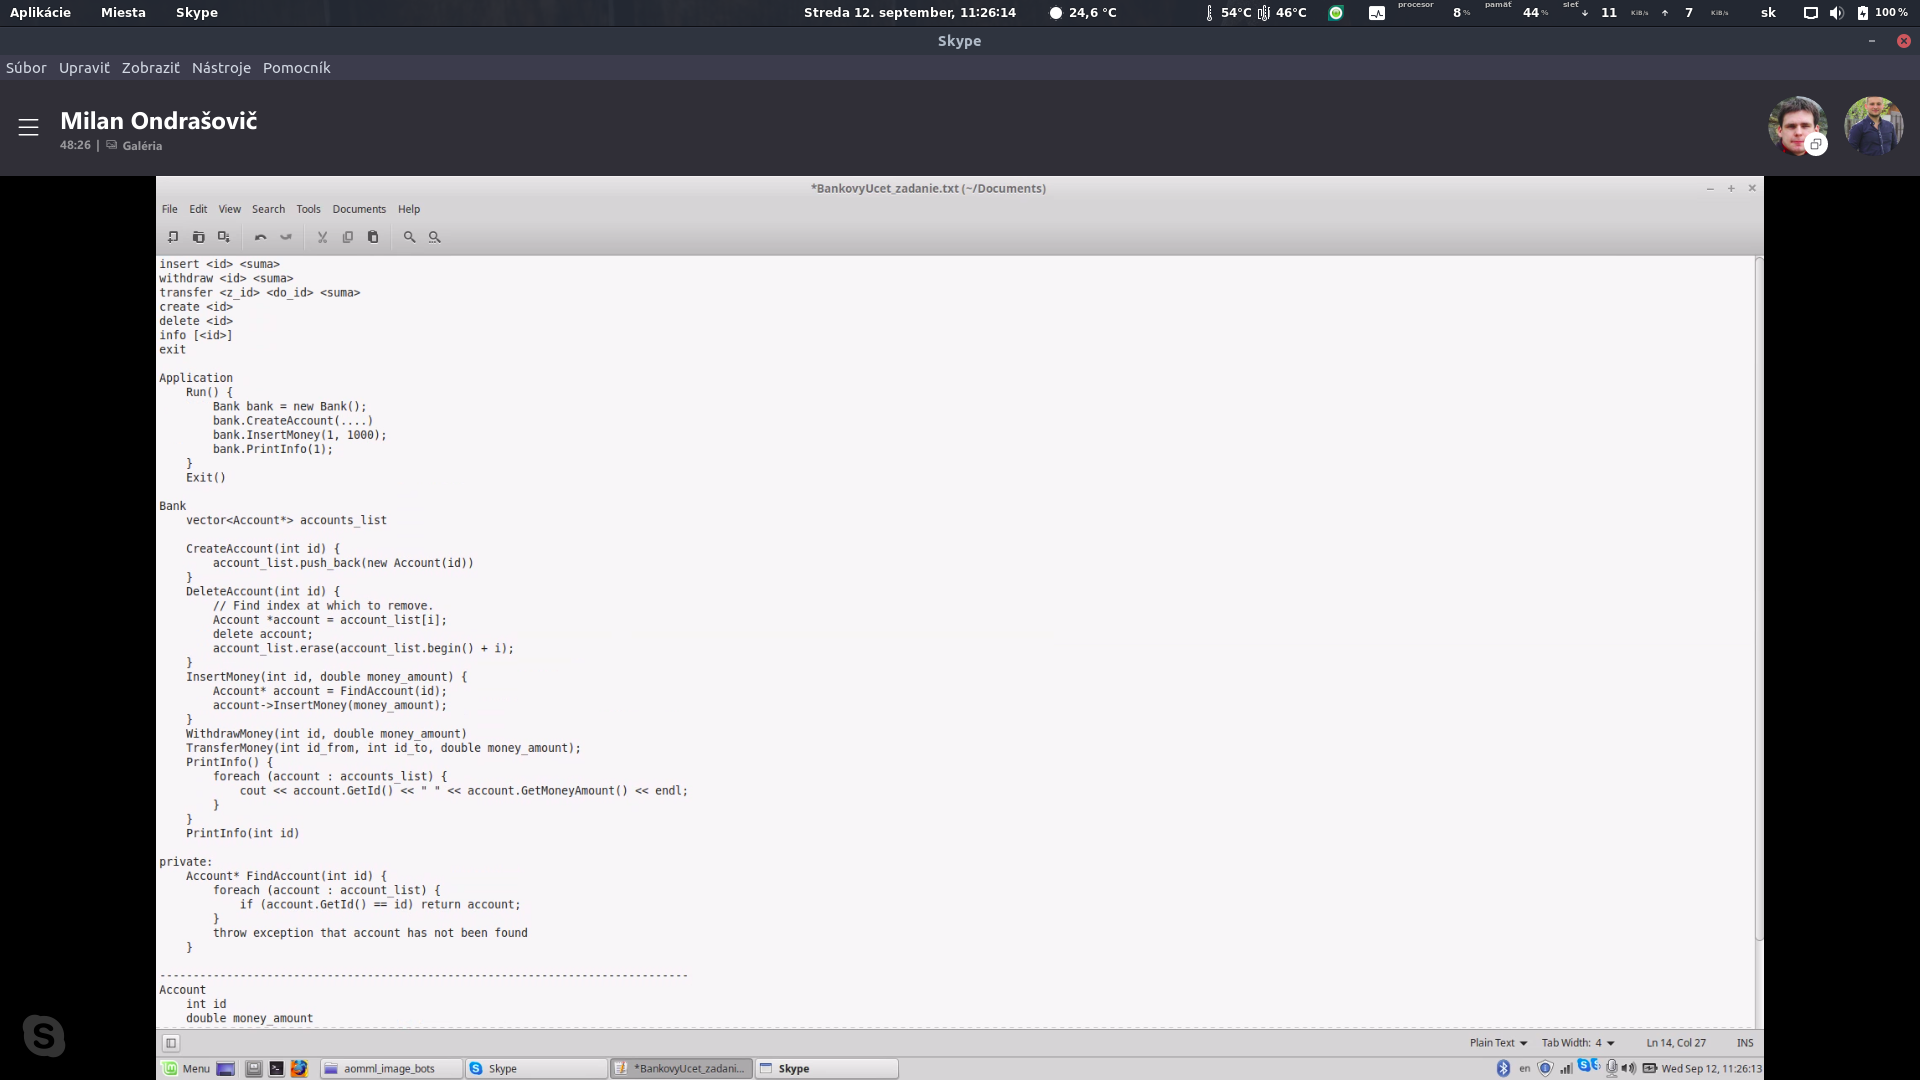 Aplikácie Miesta Skype Streda 12. september, 11:26:14 24,6 °C 54°C 46°C procesor 8 % pamäť 44 % sieť ↓ 11 KiB/s ↑ 7 KiB/s sk 100 %
Skype
Súbor Upraviť Zobraziť Nástroje Pomocník
Milan Ondrašovič
48:26 | Galéria
*BankovyUcet_zadanie.txt (~/Documents)
File Edit View Search Tools Documents Help
insert <id> <suma>
withdraw <id> <suma>
transfer <z_id> <do_id> <suma>
create <id>
delete <id>
info [<id>]
exit
Application
Run() {
Bank bank = new Bank();
bank.CreateAccount(....)
bank.InsertMoney(1, 1000);
bank.PrintInfo(1);
}
Exit()
Bank
vector<Account*> accounts_list
CreateAccount(int id) {
account_list.push_back(new Account(id))
}
DeleteAccount(int id) {
// Find index at which to remove.
Account *account = account_list[i];
delete account;
account_list.erase(account_list.begin() + i);
}
InsertMoney(int id, double money_amount) {
Account* account = FindAccount(id);
account->InsertMoney(money_amount);
}
WithdrawMoney(int id, double money_amount)
TransferMoney(int id_from, int id_to, double money_amount);
PrintInfo() {
foreach (account : accounts_list) {
cout << account.GetId() << " " << account.GetMoneyAmount() << endl;
}
}
PrintInfo(int id)
private:
Account* FindAccount(int id) {
foreach (account : account_list) {
if (account.GetId() == id) return account;
}
throw exception that account has not been found
}
-------------------------------------------------------------------------------
Account
int id
double money_amount
Plain Text Tab Width: 4 Ln 14, Col 27 INS
Menu aomml_image_bots Skype *BankovyUcet_zadani... Skype en Wed Sep 12, 11:26:13